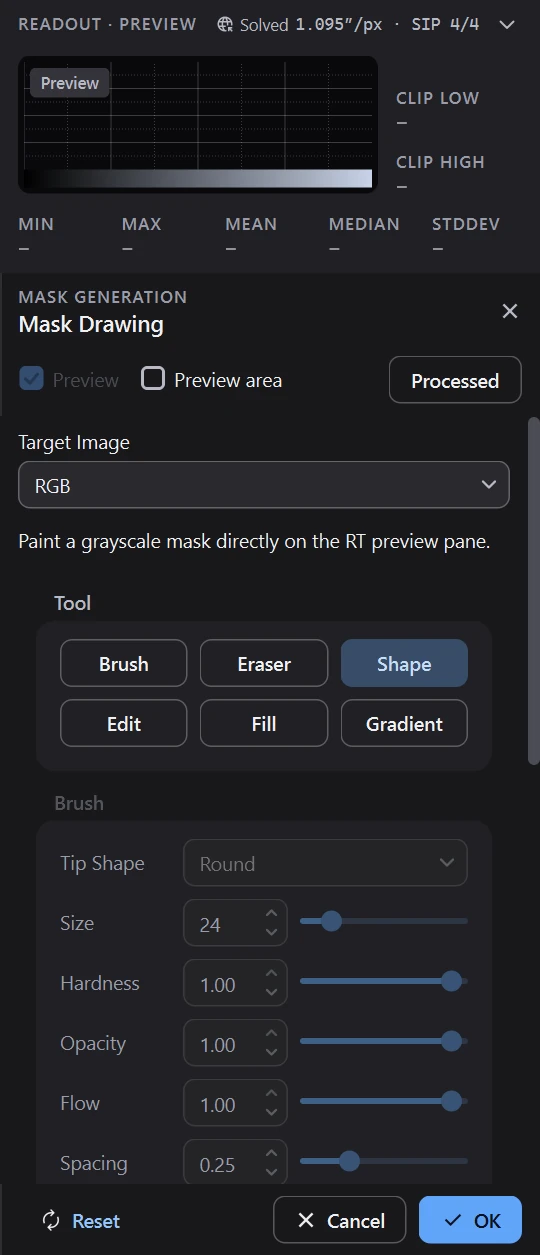 READOUT · PREVIEW Solved 1.095″/px · SIP 4/4
Preview
CLIP LOW
–
CLIP HIGH
–
MIN MAX MEAN MEDIAN STDDEV
– – – – –
MASK GENERATION
Mask Drawing
Preview Preview area Processed
Target Image
RGB
Paint a grayscale mask directly on the RT preview pane.
Tool
Brush Eraser Shape
Edit Fill Gradient
Brush
Tip Shape Round
Size 24
Hardness 1.00
Opacity 1.00
Flow 1.00
Spacing 0.25
Reset Cancel OK